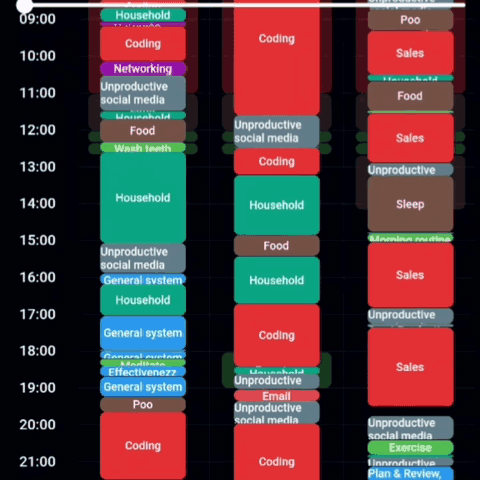 09:00
10:00
11:00
12:00
13:00
14:00
15:00
16:00
17:00
18:00
19:00
20:00
21:00
Household
Coding
Networking
Unproductive
social media
Household
Food
Wash teeth
Household
Unproductive
social media
General system
Household
General system
General system
Meditate
Effectivenezz
General system
Poo
Coding
Coding
Unproductive
social media
Coding
Household
Food
Household
Coding
Household
Unproductive
Email
Unproductive
social media
Coding
Unproductive
social media
Poo
Sales
Household
Food
Sales
Unproductive
Sleep
Morning routine
Sales
Unproductive
Sales
Unproductive
social media
Exercise
Unproductive
Plan & Review,